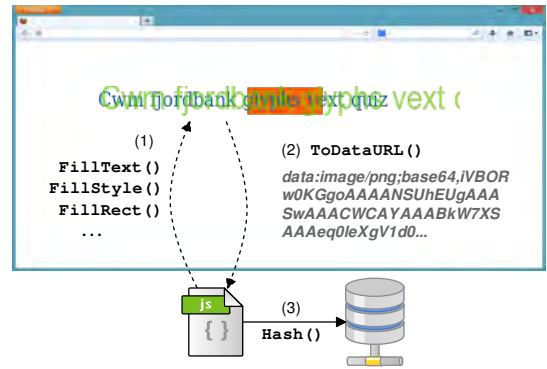 Cwm fjordbank glyphs vext quiz
Cwm fjordbank glyphs vext q
(1)
FillText()
FillStyle()
FillRect()
...
(2) ToDataURL()
data:image/png;base64,iVBOR
w0KGgoAAAANSUhEUgAAA
SwAAACWCAYAAABkW7XS
AAAeq0leXgV1d0...
js
{ }
(3)
Hash()